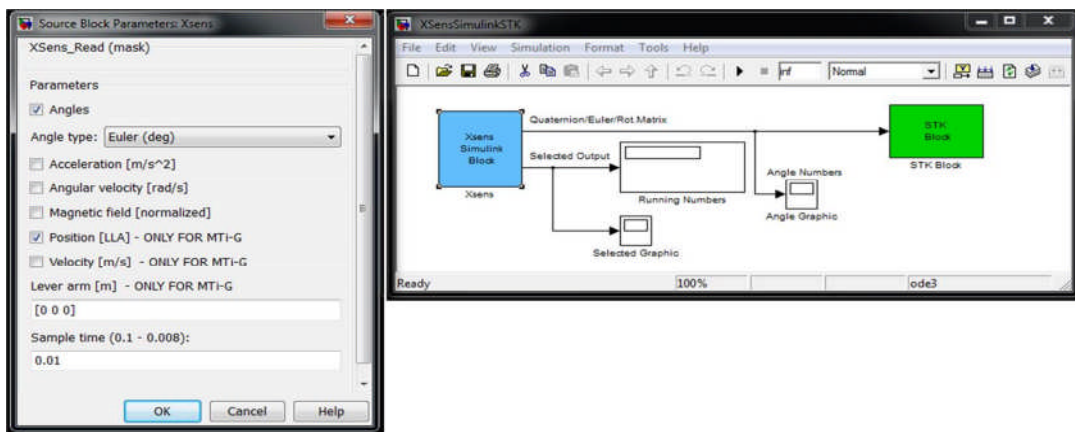 Source Block Parameters: Xsens
XSens_Read (mask)
Parameters
Angles
Angle type: Euler (deg)
Acceleration [m/s^2]
Angular velocity [rad/s]
Magnetic field [normalized]
Position [LLA] - ONLY FOR MTi-G
Velocity [m/s] - ONLY FOR MTi-G
Lever arm [m] - ONLY FOR MTi-G
[0 0 0]
Sample time (0.1 - 0.008):
0.01
OK Cancel Help
XSensSimulinkSTK
File Edit View Simulation Format Tools Help
inf Normal
Quaternion/Euler/Rot.Matrix
Xsens
Simulink
Block
Xsens
Selected Output
Running Numbers
Selected Graphic
Angle Numbers
Angle Graphic
STK
Block
STK Block
Ready 100% ode3